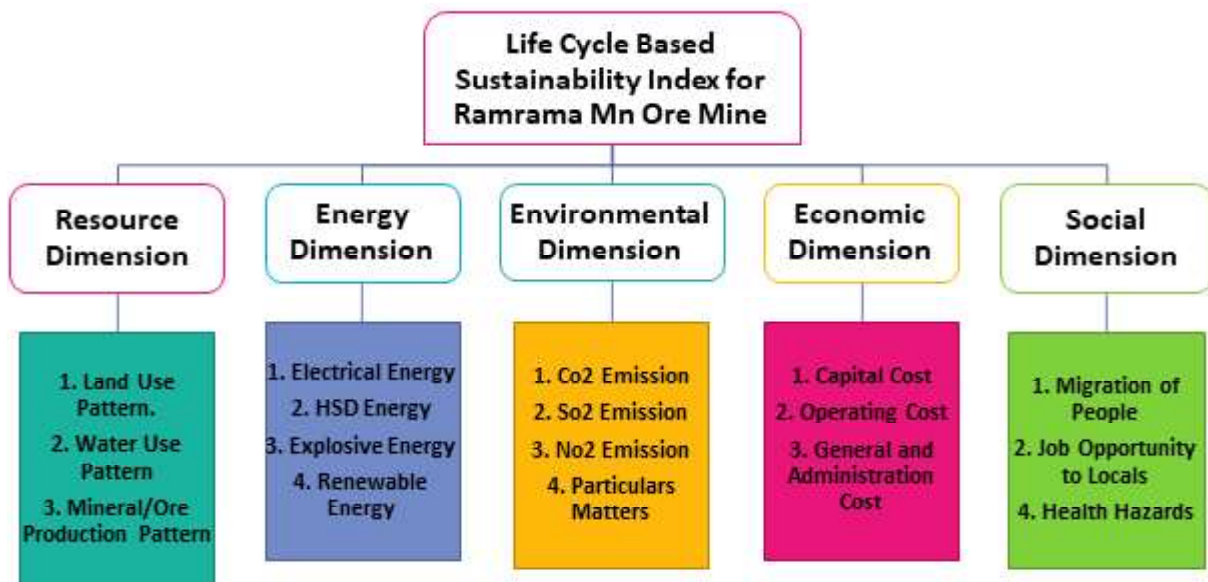 Life Cycle Based
Sustainability Index for
Ramrama Mn Ore Mine
Resource
Dimension
Energy
Dimension
Environmental
Dimension
Economic
Dimension
Social
Dimension
1. Land Use
Pattern.
2. Water Use
Pattern
3. Mineral/Ore
Production Pattern
1. Electrical Energy
2. HSD Energy
3. Explosive Energy
4. Renewable
Energy
1. Co2 Emission
2. So2 Emission
3. No2 Emission
4. Particulars
Matters
1. Capital Cost
2. Operating Cost
3. General and
Administration
Cost
1. Migration of
People
2. Job Opportunity
to Locals
4. Health Hazards